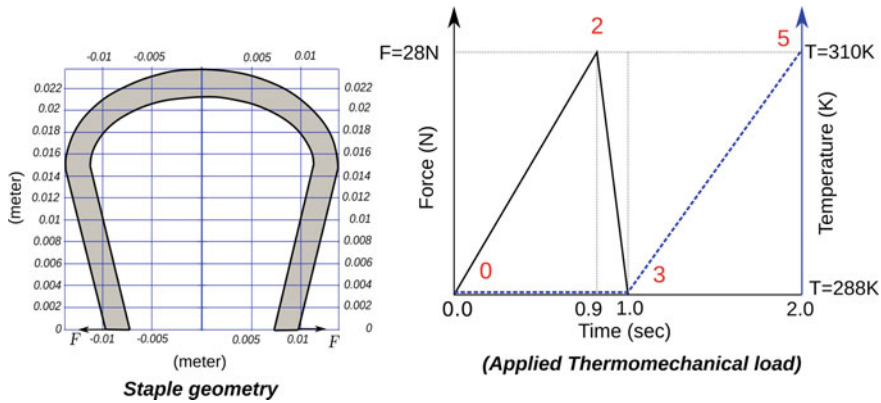 -0.01 -0.005 0.005 0.01
0.022 0.022
0.02 0.02
0.018 0.018
0.016 0.016
0.014 0.014
0.012 0.012
0.01 0.01
0.008 0.008
0.006 0.006
0.004 0.004
0.002 0.002
0 0
F F
-0.01 -0.005 0.005 0.01
(meter)
(meter)
Staple geometry
2
5
F=28N
T=310K
Force (N)
Temperature (K)
0
3
T=288K
0.0 0.9 1.0 2.0
Time (sec)
(Applied Thermomechanical load)